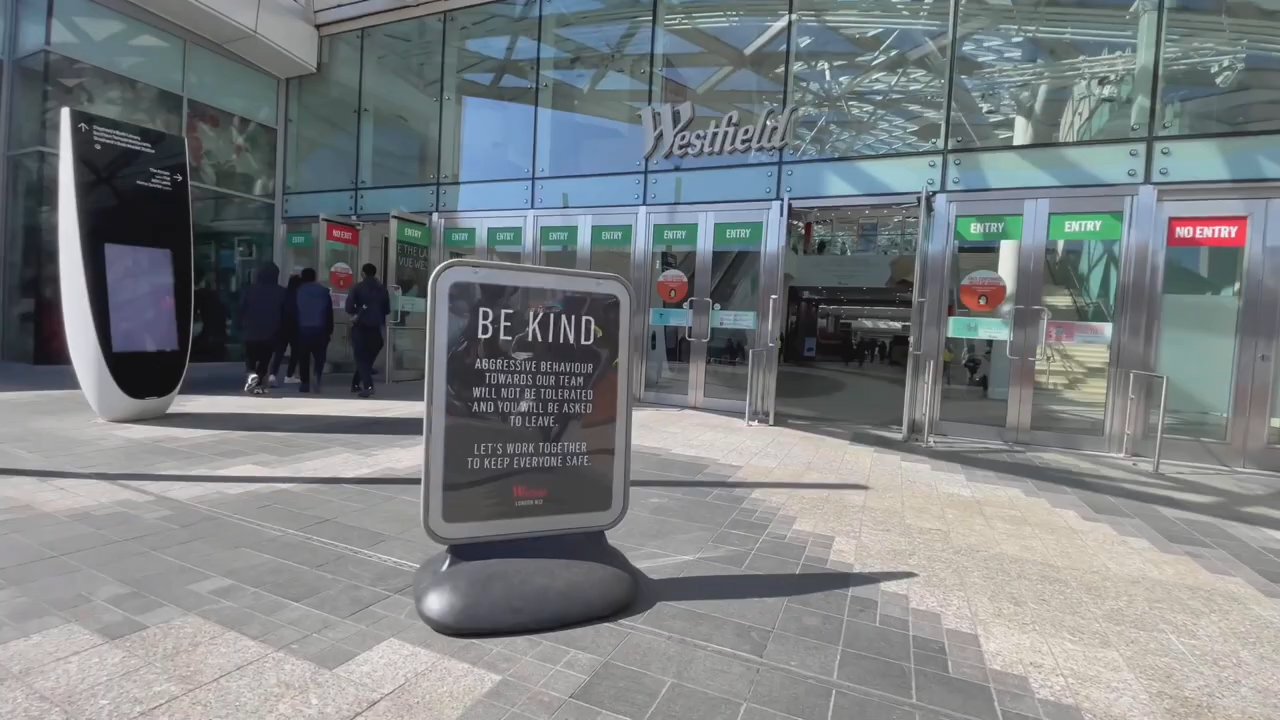 Westfield
ENTRY
NO EXIT
ENTRY
ENTRY
ENTRY
ENTRY
ENTRY
ENTRY
ENTRY
ENTRY
ENTRY
NO ENTRY
BE KIND
AGGRESSIVE BEHAVIOUR
TOWARDS OUR TEAM
WILL NOT BE TOLERATED
AND YOU WILL BE ASKED
TO LEAVE.
LET'S WORK TOGETHER
TO KEEP EVERYONE SAFE.